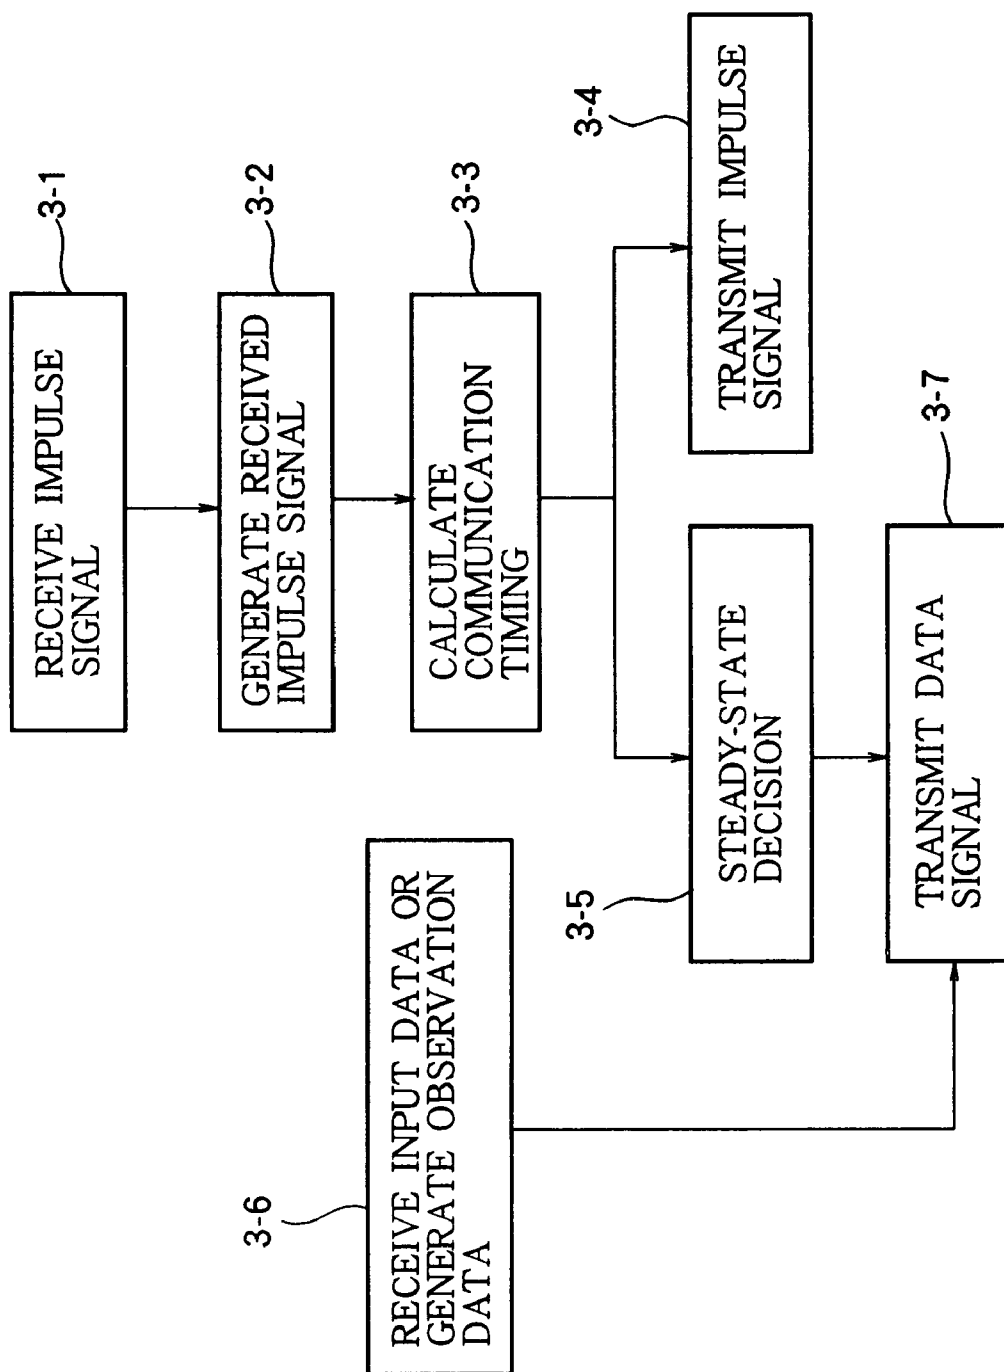 3-1
RECEIVE IMPULSE
SIGNAL
3-2
GENERATE RECEIVED
IMPULSE SIGNAL
3-3
CALCULATE
COMMUNICATION
TIMING
3-4
TRANSMIT IMPULSE
SIGNAL
3-5
STEADY-STATE
DECISION
3-6
RECEIVE INPUT DATA OR
GENERATE OBSERVATION
DATA
3-7
TRANSMIT DATA
SIGNAL